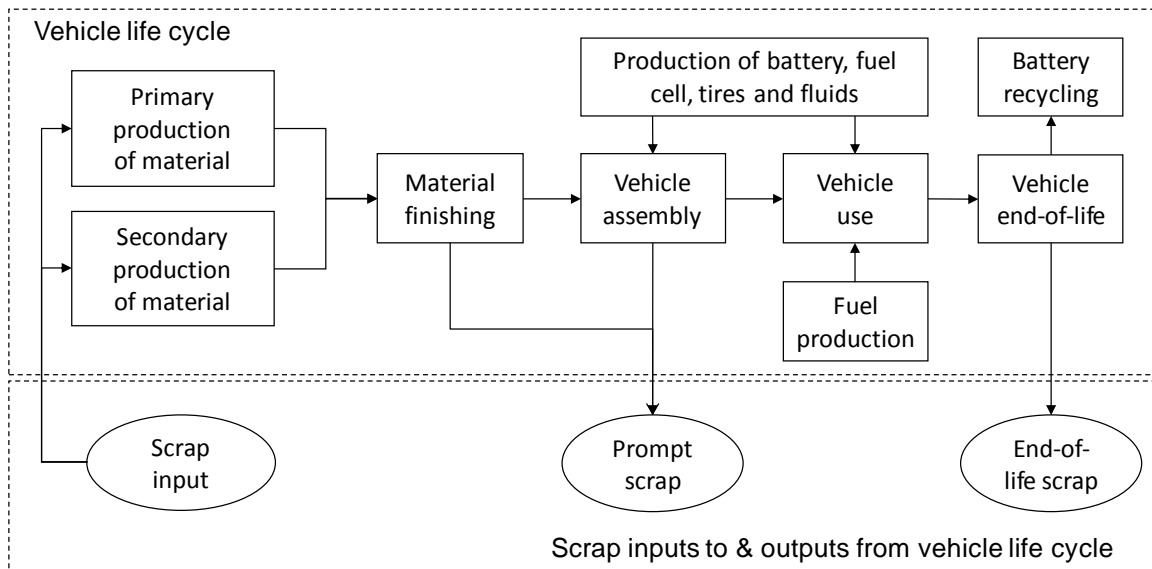 Vehicle life cycle
Primary
production
of material
Secondary
production
of material
Material
finishing
Production of battery, fuel
cell, tires and fluids
Vehicle
assembly
Vehicle
use
Fuel
production
Battery
recycling
Vehicle
end-of-life
Scrap
input
Prompt
scrap
End-of-
life scrap
Scrap inputs to & outputs from vehicle life cycle